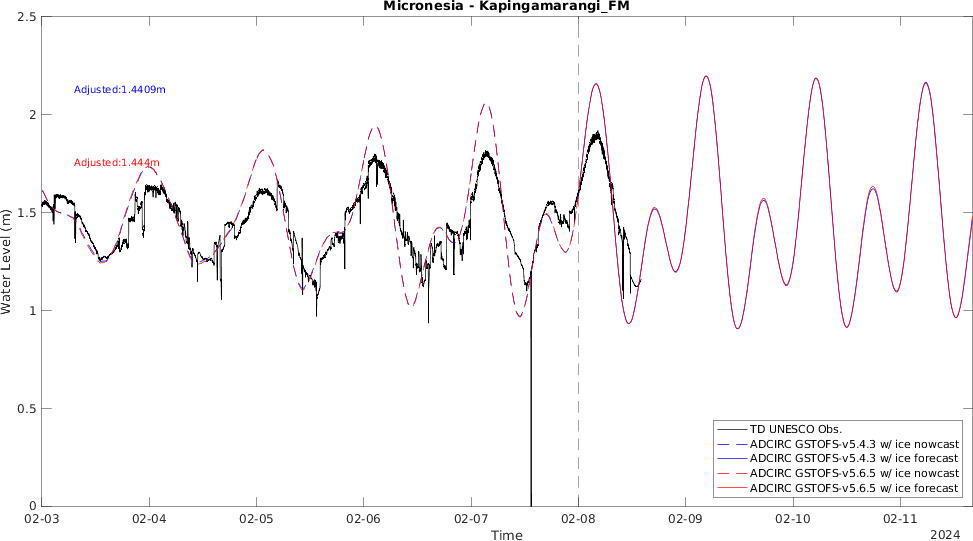 Micronesia - Kapingamarangi_FM
2.5
2
1.5
1
0.5
0
Water Level (m)
Adjusted:1.4409m
Adjusted:1.444m
TD UNESCO Obs.
ADCIRC GSTOFS-v5.4.3 w/ ice nowcast
ADCIRC GSTOFS-v5.4.3 w/ ice forecast
ADCIRC GSTOFS-v5.6.5 w/ ice nowcast
ADCIRC GSTOFS-v5.6.5 w/ ice forecast
02-03 02-04 02-05 02-06 02-07 02-08 02-09 02-10 02-11
Time
2024